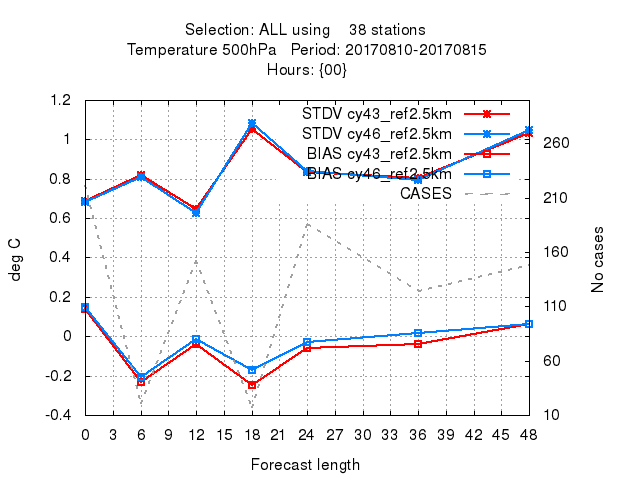 Selection: ALL using 38 stations
Temperature 500hPa Period: 20170810-20170815
Hours: {00}
STDV cy43_ref2.5km
STDV cy46_ref2.5km
BIAS cy43_ref2.5km
BIAS cy46_ref2.5km
CASES
deg C
1.2
1
0.8
0.6
0.4
0.2
0
-0.2
-0.4
No cases
260
210
160
110
60
10
0 3 6 9 12 15 18 21 24 27 30 33 36 39 42 45 48
Forecast length